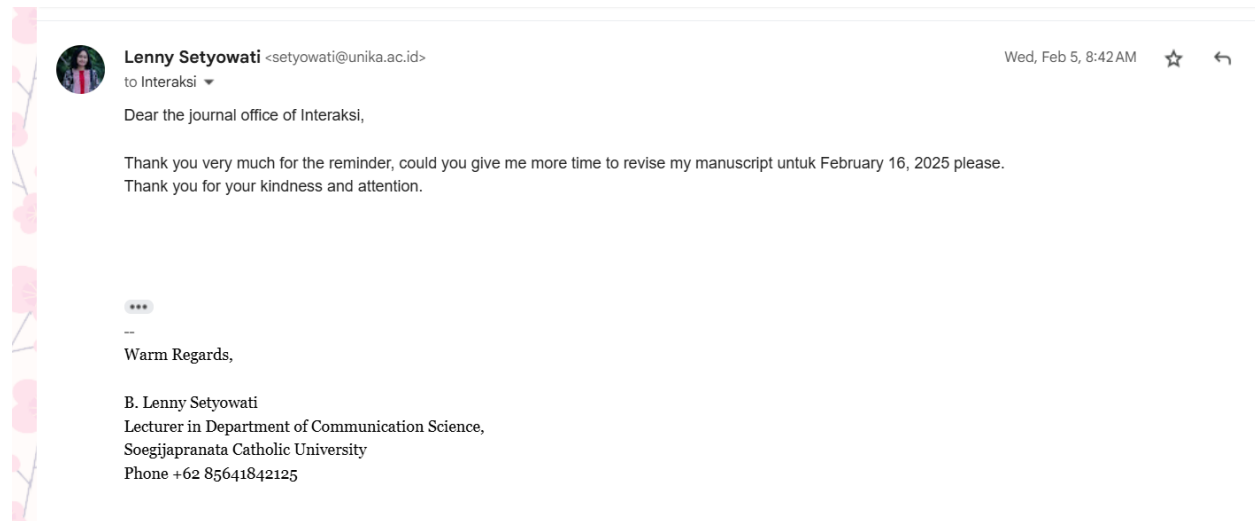 Lenny Setyowati <setyowati@unika.ac.id>
Wed, Feb 5, 8:42 AM
to Interaksi
Dear the journal office of Interaksi,
Thank you very much for the reminder, could you give me more time to revise my manuscript untuk February 16, 2025 please.
Thank you for your kindness and attention.
--
Warm Regards,
B. Lenny Setyowati
Lecturer in Department of Communication Science,
Soegijapranata Catholic University
Phone +62 85641842125